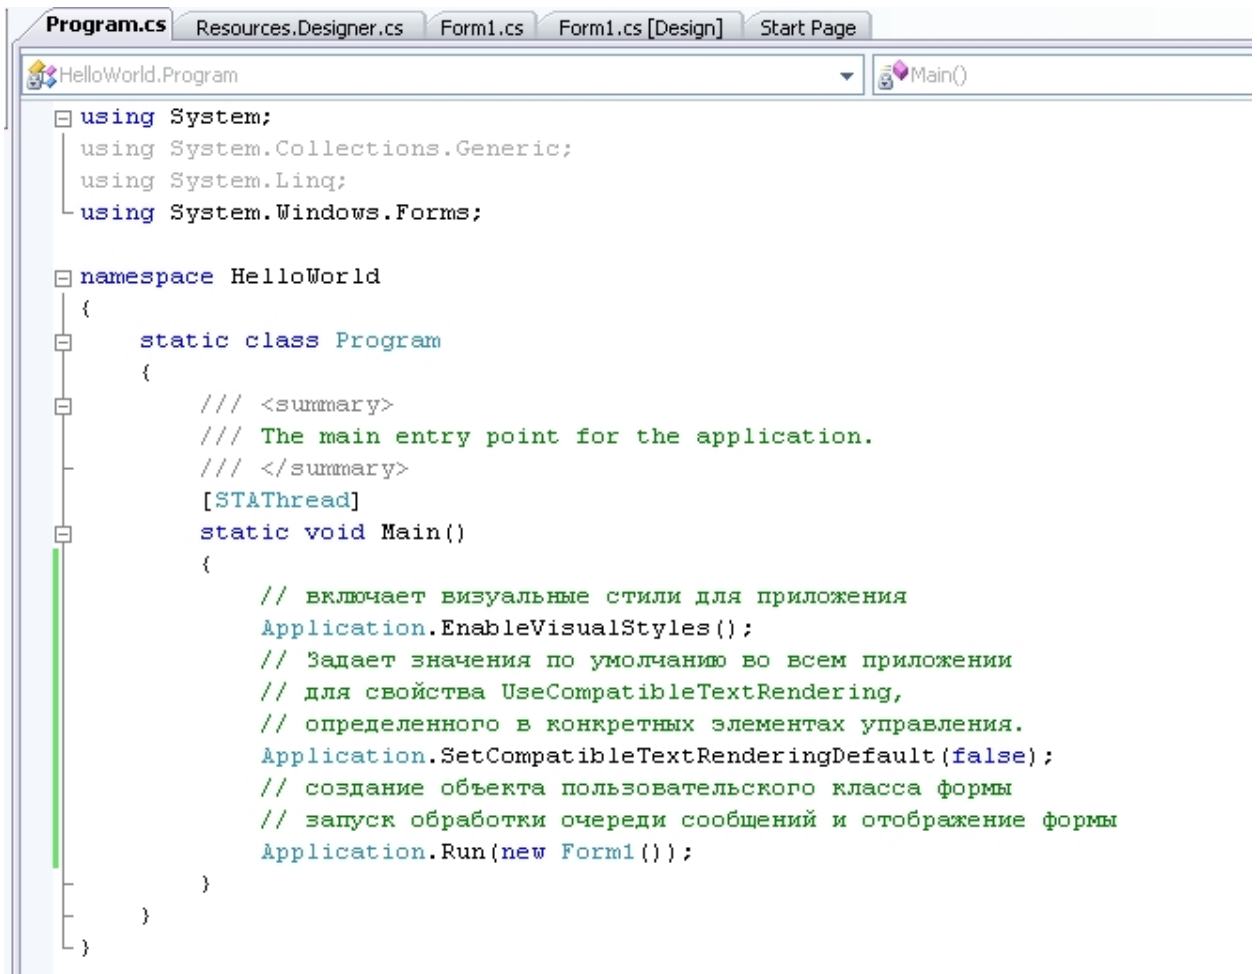 Program.cs Resources.Designer.cs Form1.cs Form1.cs [Design] Start Page
HelloWorld.Program Main()
using System;
using System.Collections.Generic;
using System.Linq;
using System.Windows.Forms;
namespace HelloWorld
{
static class Program
{
/// <summary>
/// The main entry point for the application.
/// </summary>
[STAThread]
static void Main()
{
// включает визуальные стили для приложения
Application.EnableVisualStyles();
// Задает значения по умолчанию во всем приложении
// для свойства UseCompatibleTextRendering,
// определенного в конкретных элементах управления.
Application.SetCompatibleTextRenderingDefault(false);
// создание объекта пользовательского класса формы
// запуск обработки очереди сообщений и отображение формы
Application.Run(new Form1());
}
}
}